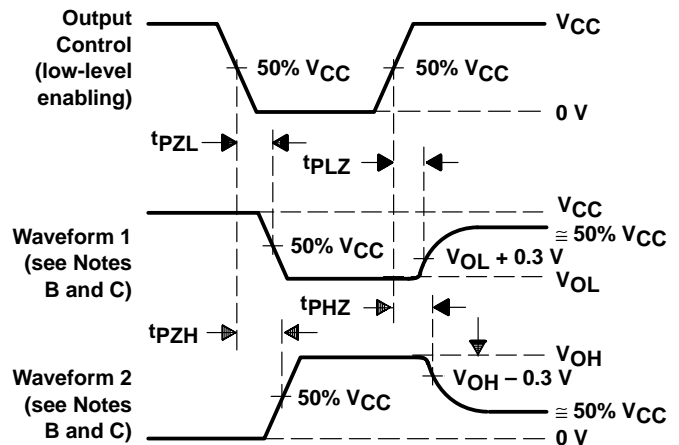 Output
Control
(low-level
enabling)
VCC
50% VCC
50% VCC
0 V
tPZL
tPLZ
VCC
≅ 50% VCC
Waveform 1
(see Notes
B and C)
50% VCC
VOL + 0.3 V
VOL
tPHZ
tPZH
VOH
Waveform 2
(see Notes
B and C)
50% VCC
VOH – 0.3 V
≅ 50% VCC
0 V